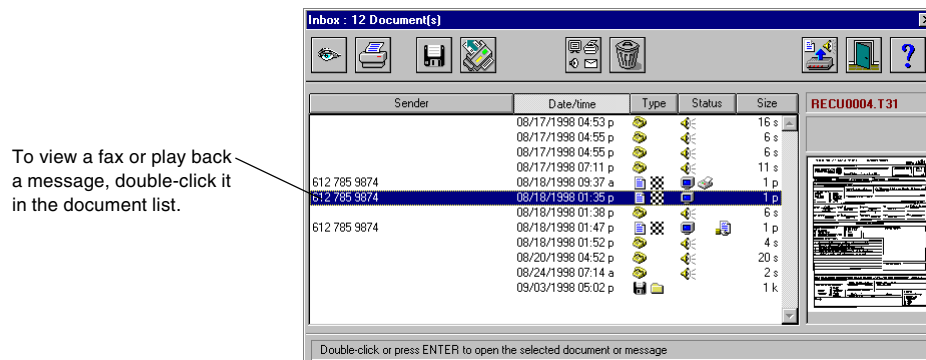 Inbox : 12 Document(s)
?
Sender Date/time Type Status Size
RECU0004.T31
08/17/1998 04:53 p 16 s
08/17/1998 04:55 p 6 s
08/17/1998 04:55 p 6 s
08/17/1998 07:11 p 11 s
612 785 9874 08/18/1998 09:37 a 1 p
612 785 9874 08/18/1998 01:35 p 1 p
08/18/1998 01:38 p 6 s
612 785 9874 08/18/1998 01:47 p 1 p
08/18/1998 01:52 p 4 s
08/20/1998 04:52 p 20 s
08/24/1998 07:14 a 2 s
09/03/1998 05:02 p 1 k
To view a fax or play back
a message, double-click it
in the document list.
Double-click or press ENTER to open the selected document or message